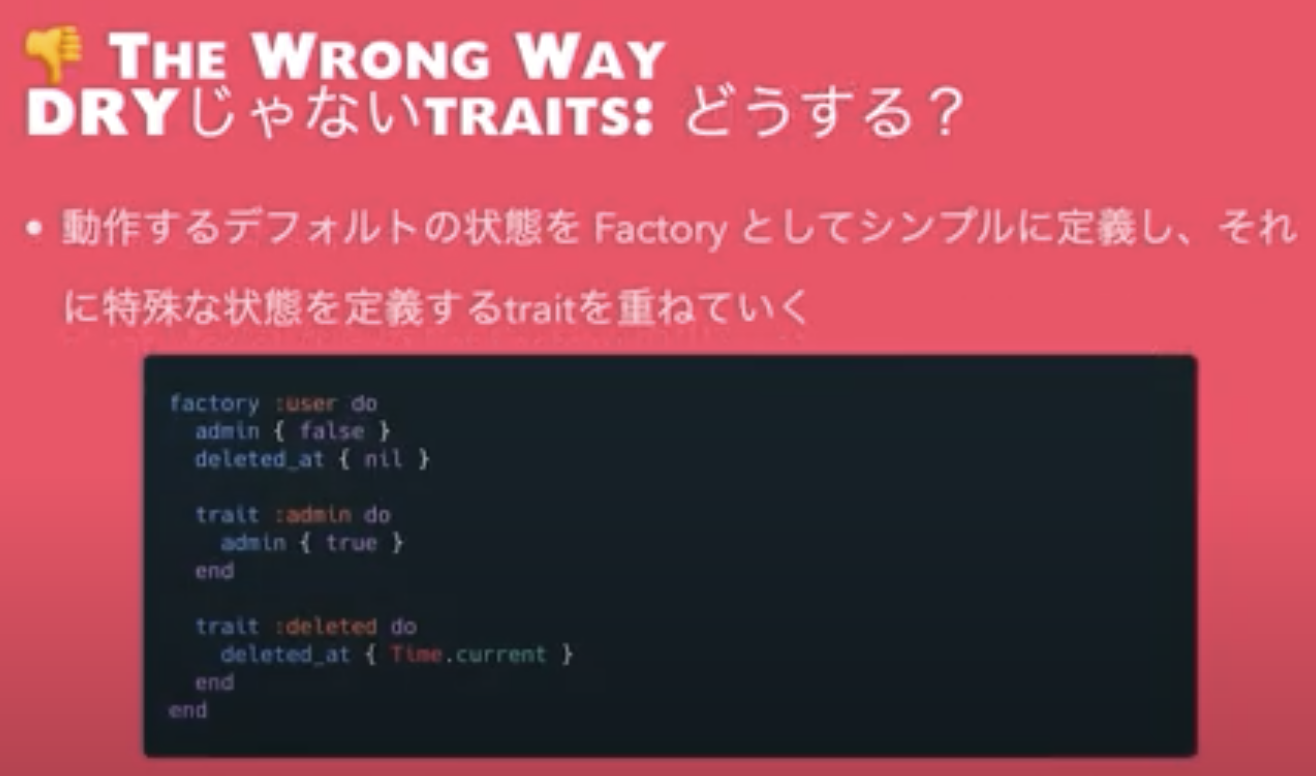 👎 THE WRONG WAY
DRYじゃないTRAITS: どうする？
• 動作するデフォルトの状態を Factory としてシンプルに定義し、それ
に特殊な状態を定義するtraitを重ねていく
factory :user do
  admin { false }
  deleted_at { nil }
  trait :admin do
    admin { true }
  end
  trait :deleted do
    deleted_at { Time.current }
  end
end